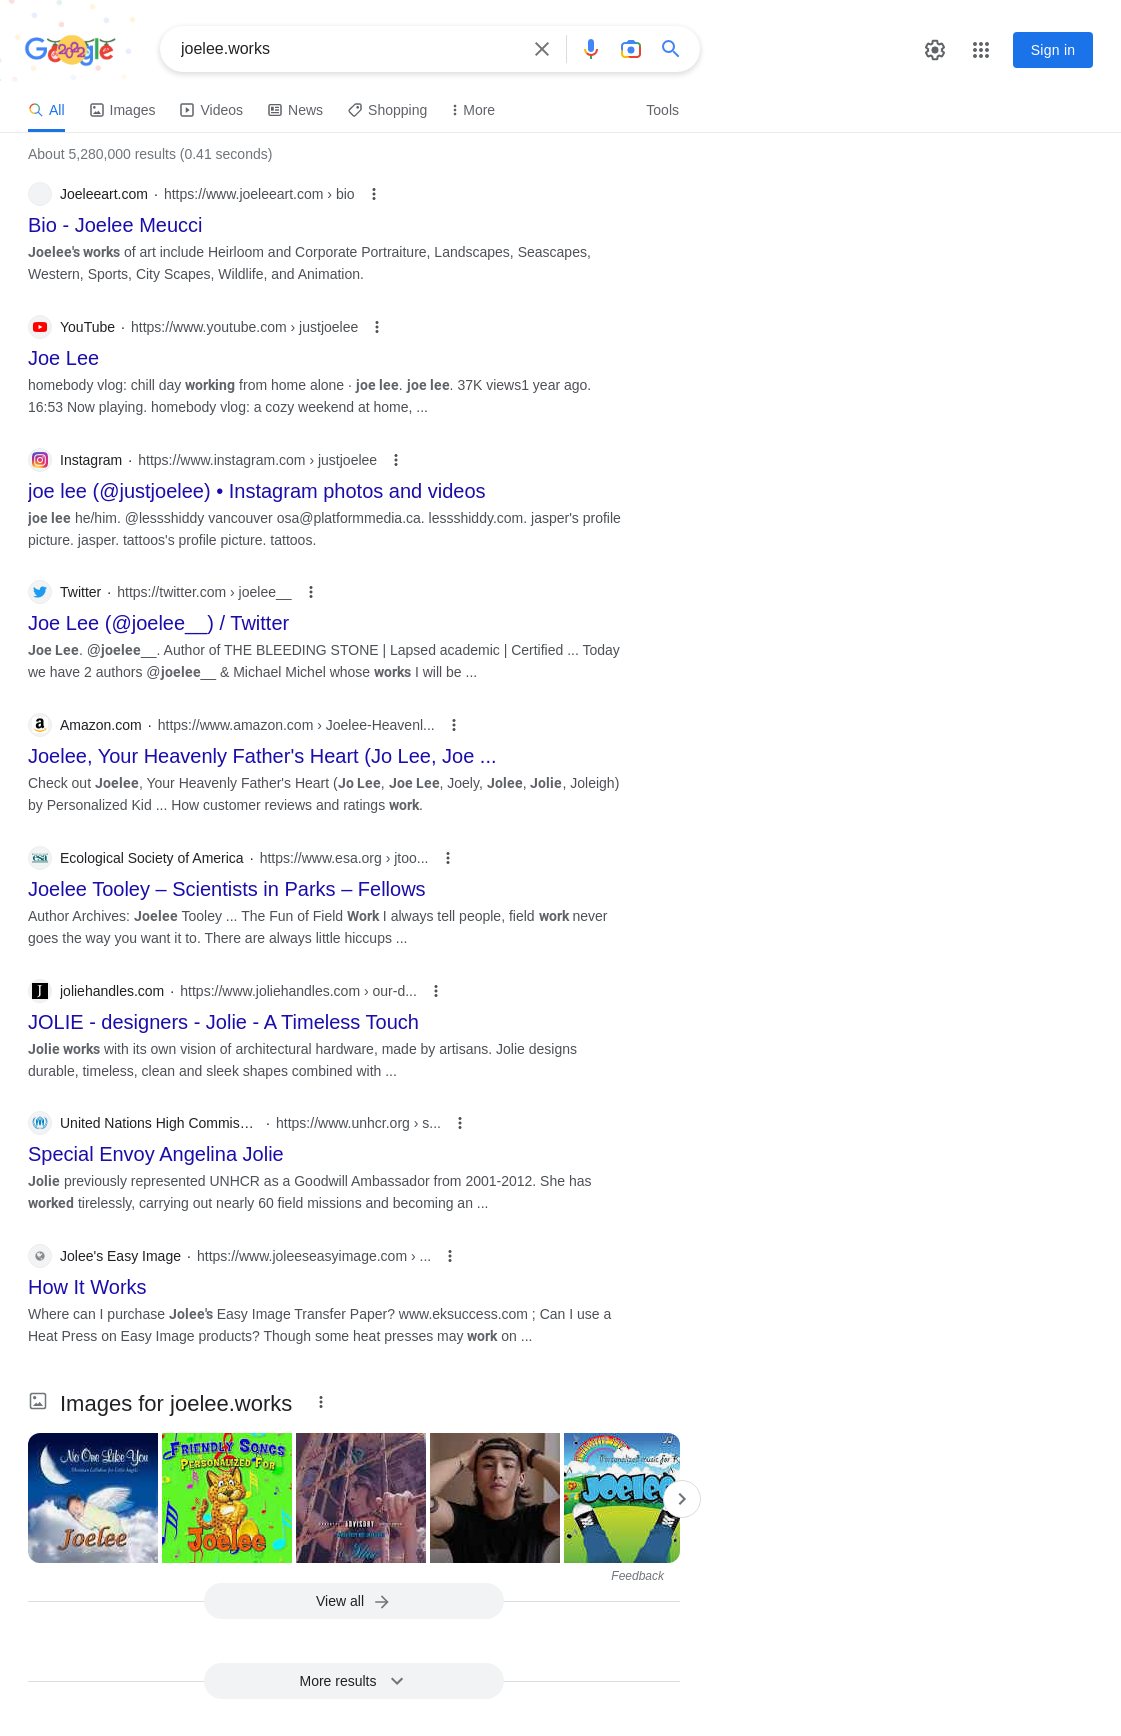 Google
joelee.works
Sign in
All
Images
Videos
News
Shopping
More
Tools
About 5,280,000 results (0.41 seconds)
Joeleeart.com · https://www.joeleeart.com › bio
Bio - Joelee Meucci
Joelee's works of art include Heirloom and Corporate Portraiture, Landscapes, Seascapes,
Western, Sports, City Scapes, Wildlife, and Animation.
YouTube · https://www.youtube.com › justjoelee
Joe Lee
homebody vlog: chill day working from home alone · joe lee. joe lee. 37K views1 year ago.
16:53 Now playing. homebody vlog: a cozy weekend at home, ...
Instagram · https://www.instagram.com › justjoelee
joe lee (@justjoelee) • Instagram photos and videos
joe lee he/him. @lessshiddy vancouver osa@platformmedia.ca. lessshiddy.com. jasper's profile
picture. jasper. tattoos's profile picture. tattoos.
Twitter · https://twitter.com › joelee__
Joe Lee (@joelee__) / Twitter
Joe Lee. @joelee__. Author of THE BLEEDING STONE | Lapsed academic | Certified ... Today
we have 2 authors @joelee__ & Michael Michel whose works I will be ...
Amazon.com · https://www.amazon.com › Joelee-Heavenl...
Joelee, Your Heavenly Father's Heart (Jo Lee, Joe ...
Check out Joelee, Your Heavenly Father's Heart (Jo Lee, Joe Lee, Joely, Jolee, Jolie, Joleigh)
by Personalized Kid ... How customer reviews and ratings work.
esa
Ecological Society of America · https://www.esa.org › jtoo...
Joelee Tooley – Scientists in Parks – Fellows
Author Archives: Joelee Tooley ... The Fun of Field Work I always tell people, field work never
goes the way you want it to. There are always little hiccups ...
joliehandles.com · https://www.joliehandles.com › our-d...
JOLIE - designers - Jolie - A Timeless Touch
Jolie works with its own vision of architectural hardware, made by artisans. Jolie designs
durable, timeless, clean and sleek shapes combined with ...
United Nations High Commis… · https://www.unhcr.org › s...
Special Envoy Angelina Jolie
Jolie previously represented UNHCR as a Goodwill Ambassador from 2001-2012. She has
worked tirelessly, carrying out nearly 60 field missions and becoming an ...
Jolee's Easy Image · https://www.joleeseasyimage.com › ...
How It Works
Where can I purchase Jolee's Easy Image Transfer Paper? www.eksuccess.com ; Can I use a
Heat Press on Easy Image products? Though some heat presses may work on ...
Images for joelee.works
No One Like You
Joelee
FRIENDLY SONGS
PERSONALIZED FOR
Joelee
ADVISORY
Personalized music for
Joelee
Feedback
View all
More results